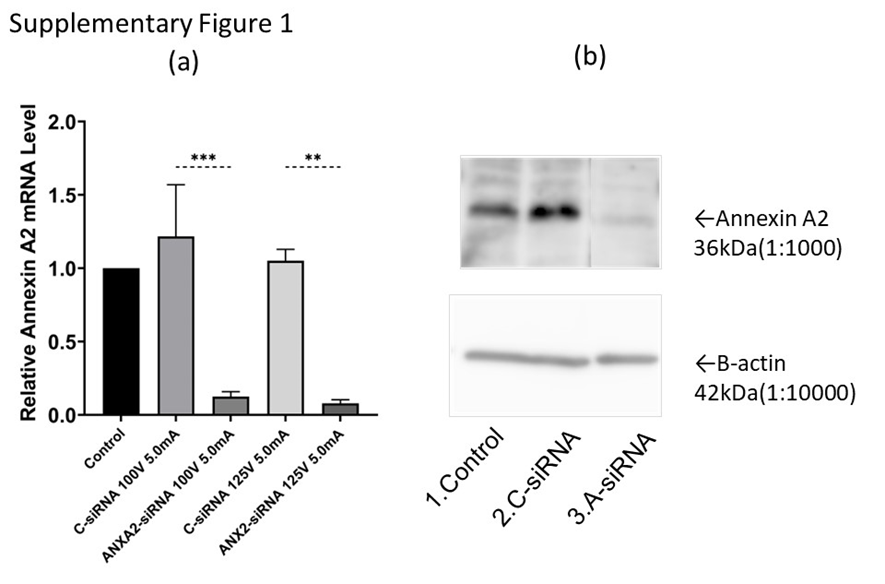 Supplementary Figure 1
(a)
Relative Annexin A2 mRNA Level
2.0
1.5
1.0
0.5
0.0
***
**
Control
C-siRNA 100V 5.0mA
ANXA2-siRNA 100V 5.0mA
C-siRNA 125V 5.0mA
ANX2-siRNA 125V 5.0mA
(b)
←Annexin A2
36kDa(1:1000)
←B-actin
42kDa(1:10000)
1.Control
2.C-siRNA
3.A-siRNA